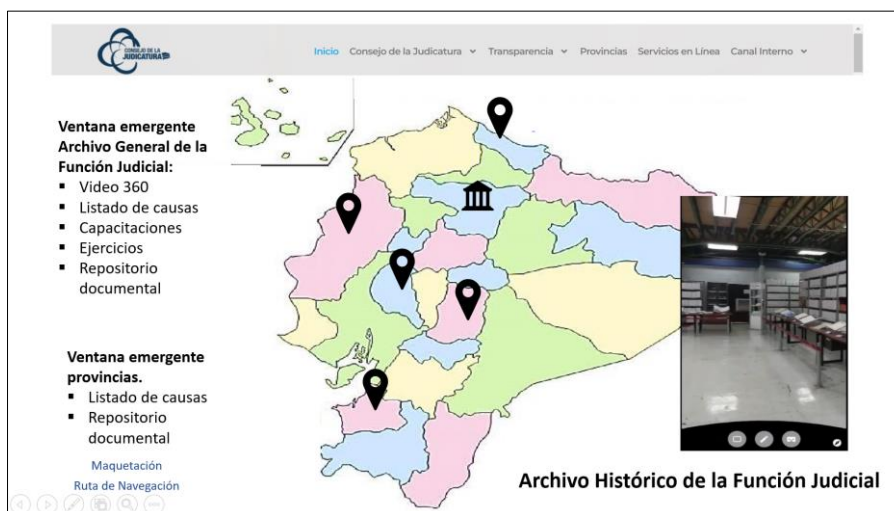 CONSEJO DE LA
JUDICATURA
Inicio Consejo de la Judicatura Transparencia Provincias Servicios en Línea Canal Interno
Ventana emergente
Archivo General de la
Función Judicial:
▪ Video 360
▪ Listado de causas
▪ Capacitaciones
▪ Ejercicios
▪ Repositorio
documental
Ventana emergente
provincias.
▪ Listado de causas
▪ Repositorio
documental
Maquetación
Ruta de Navegación
Archivo Histórico de la Función Judicial